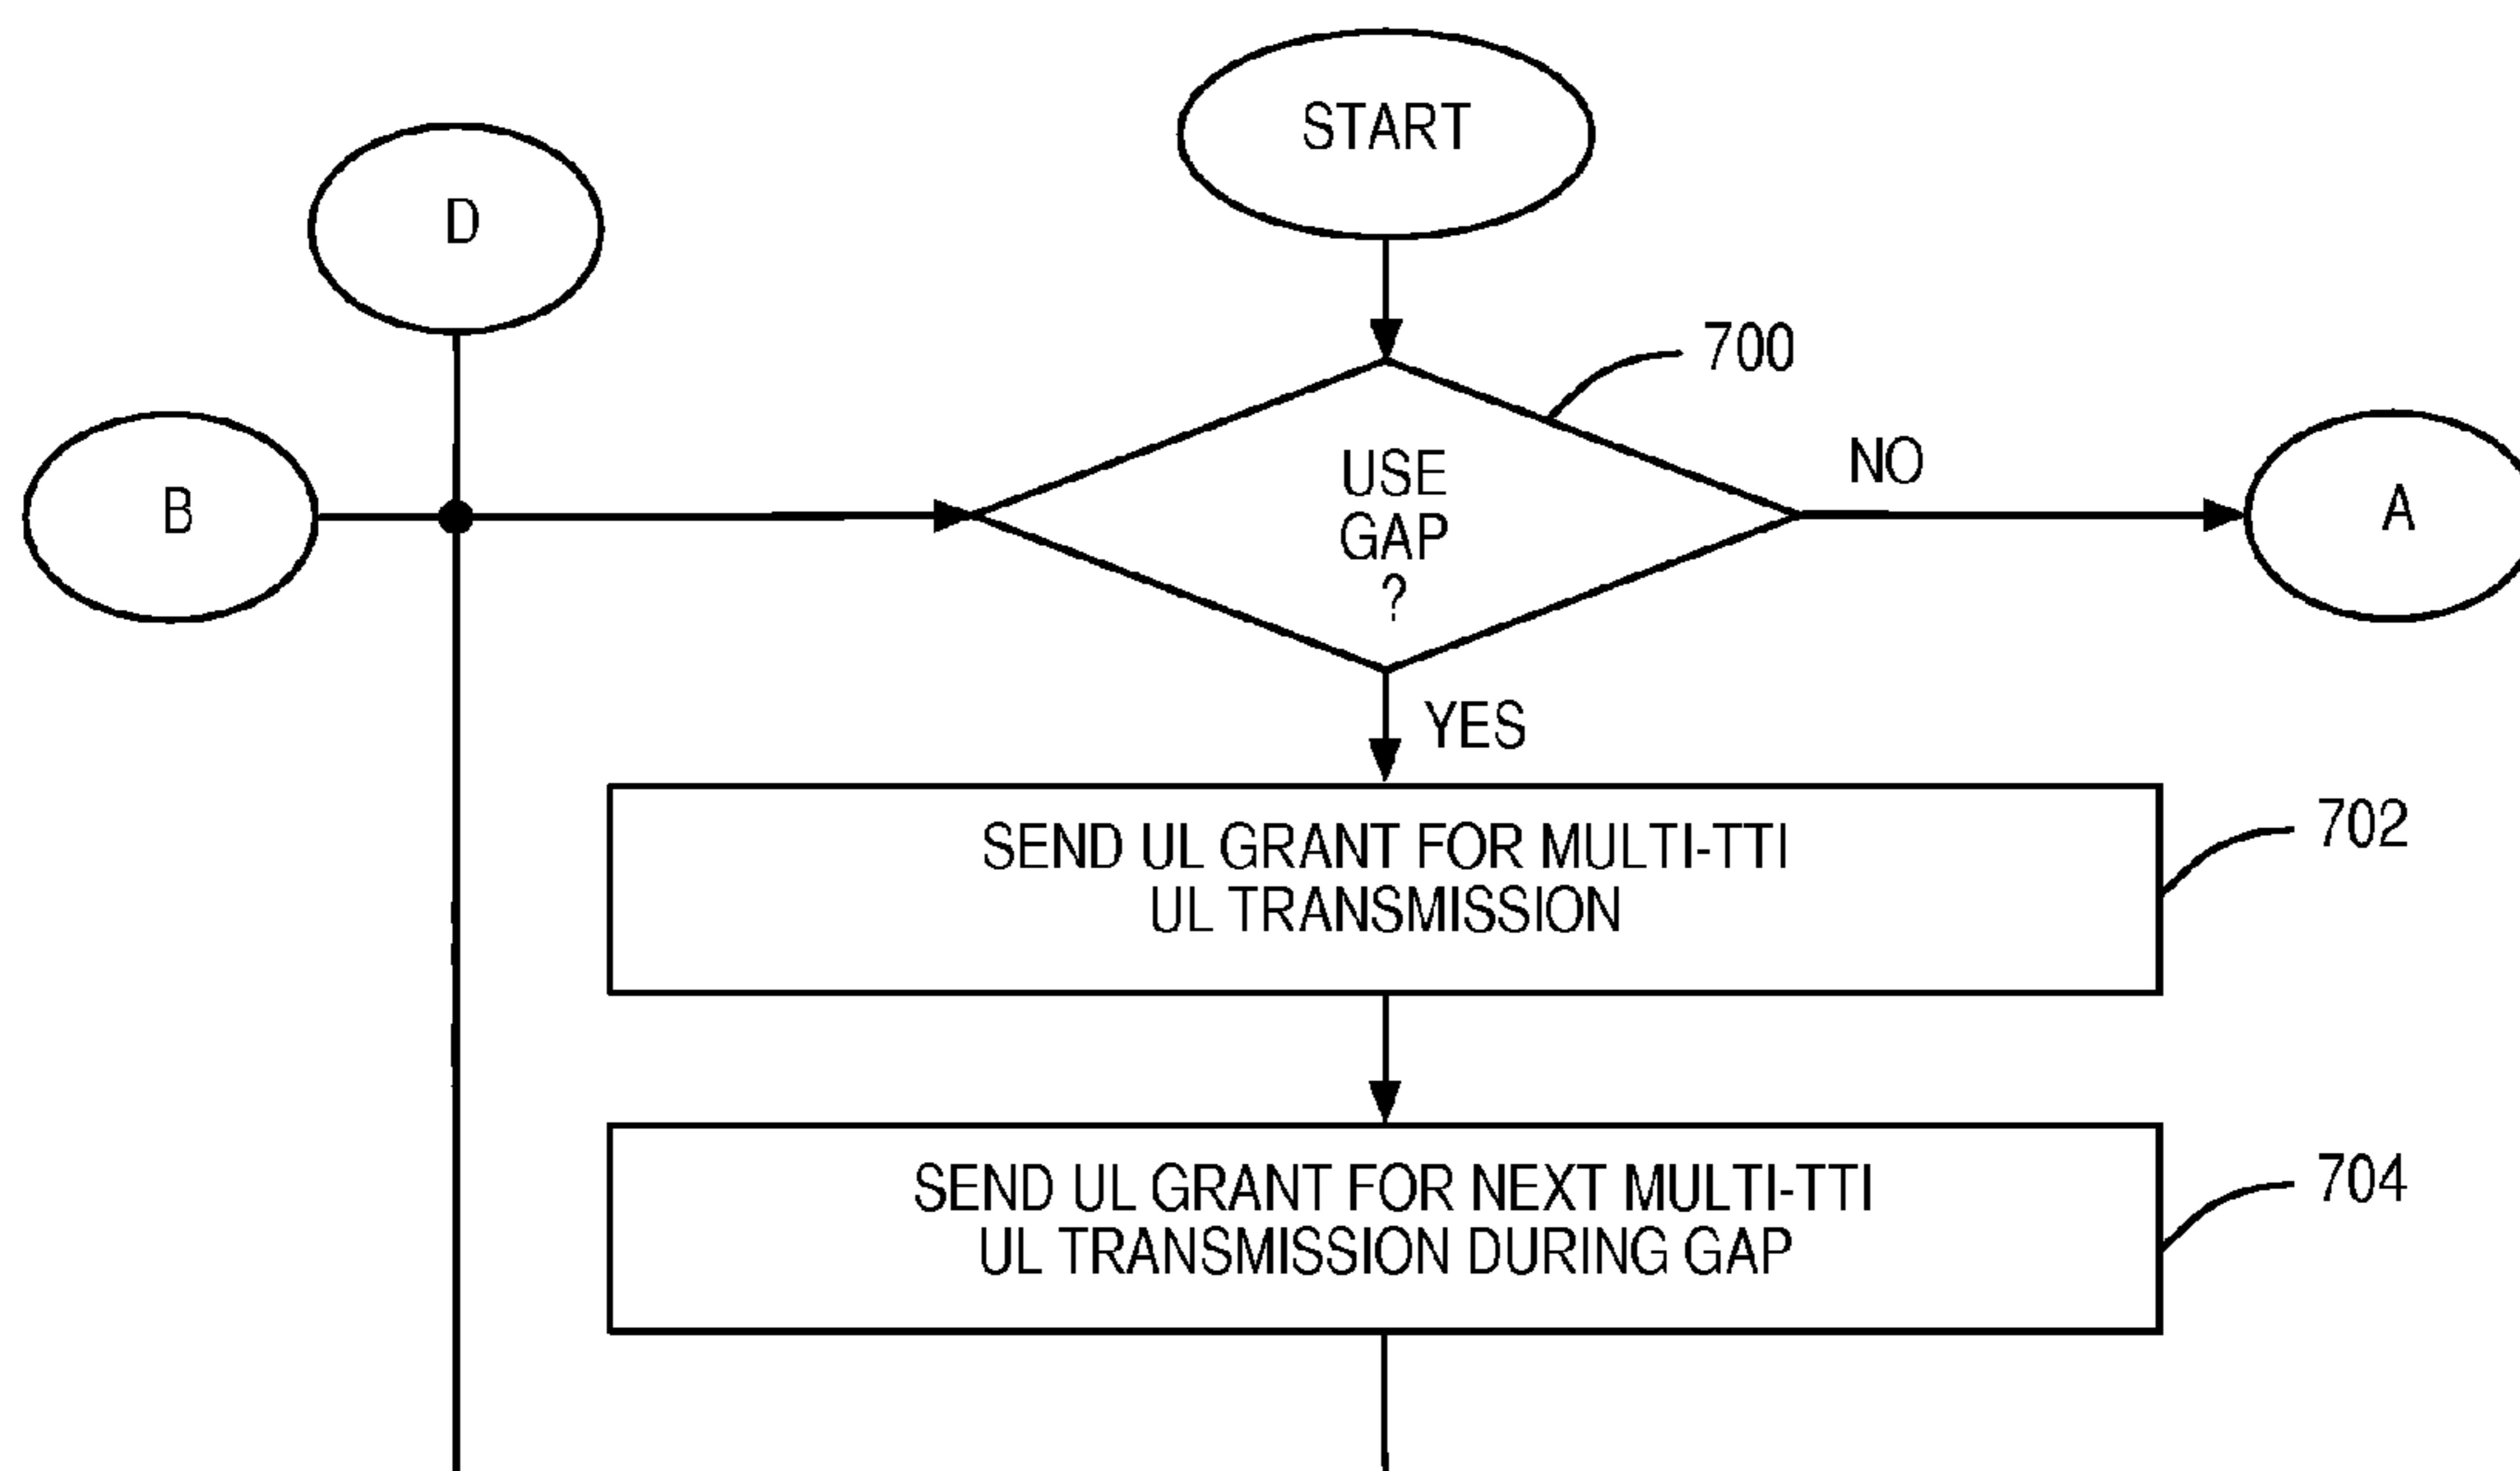 START
D
700
B
USE
GAP
?
NO
A
YES
SEND UL GRANT FOR MULTI-TTI
UL TRANSMISSION
702
SEND UL GRANT FOR NEXT MULTI-TTI
UL TRANSMISSION DURING GAP
704